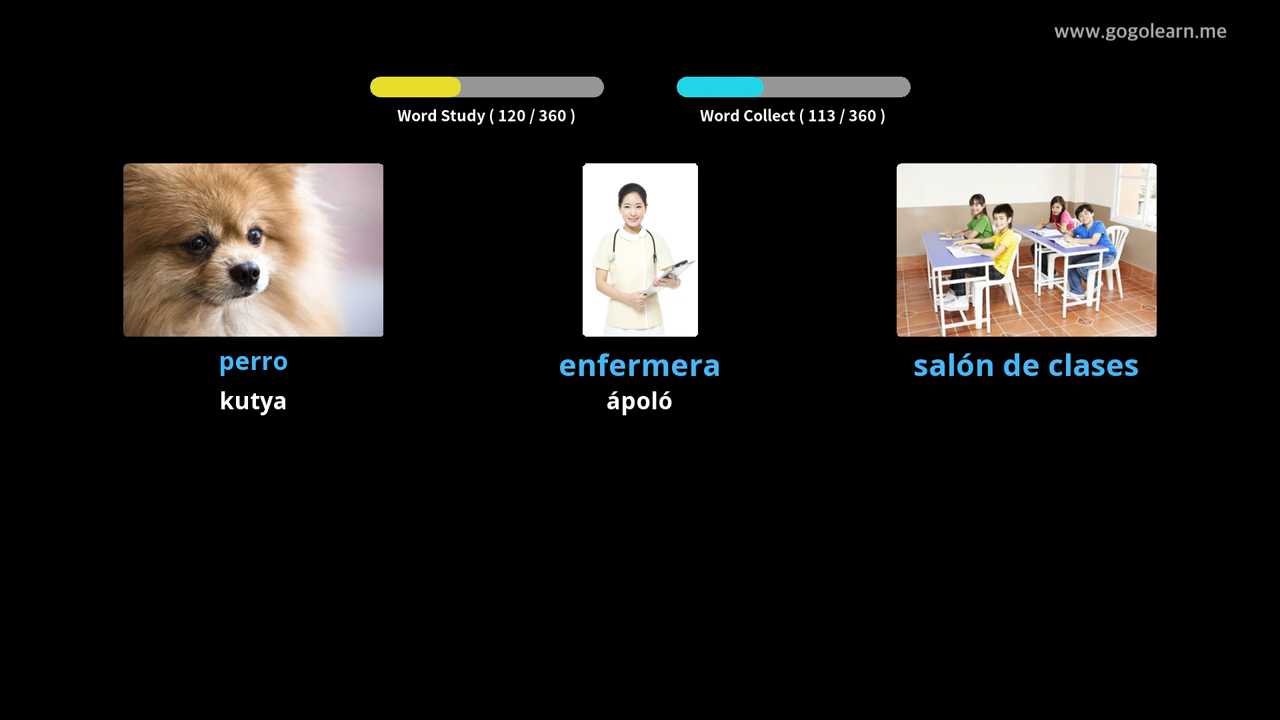 www.gogolearn.me
Word Study ( 120 / 360 )
Word Collect ( 113 / 360 )
perro
enfermera
salón de clases
kutya
ápoló